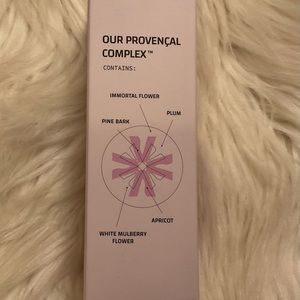 OUR PROVENÇAL
COMPLEX™
CONTAINS:
IMMORTAL FLOWER
PLUM
PINE BARK
APRICOT
WHITE MULBERRY
FLOWER